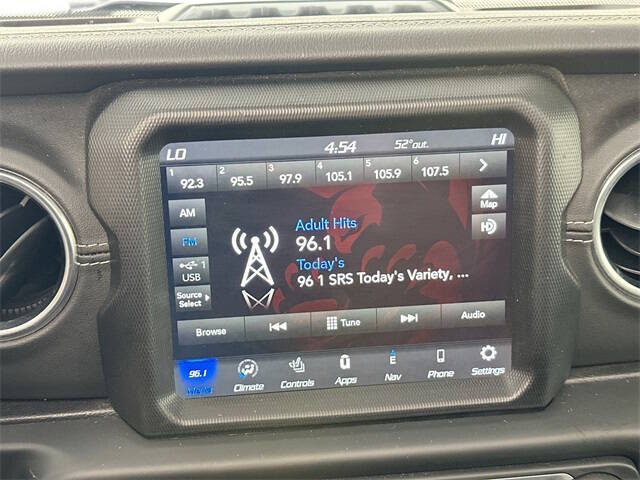 LO 4:54 52°out. HI
1 92.3 2 95.5 3 97.9 4 105.1 5 105.9 6 107.5
AM
Map
Adult Hits
FM
96.1
HD
1
USB
Today's
96 1 SRS Today's Variety, ...
Source
Select
Browse Tune Audio
96.1 Climate Controls Apps E Nav Phone Settings